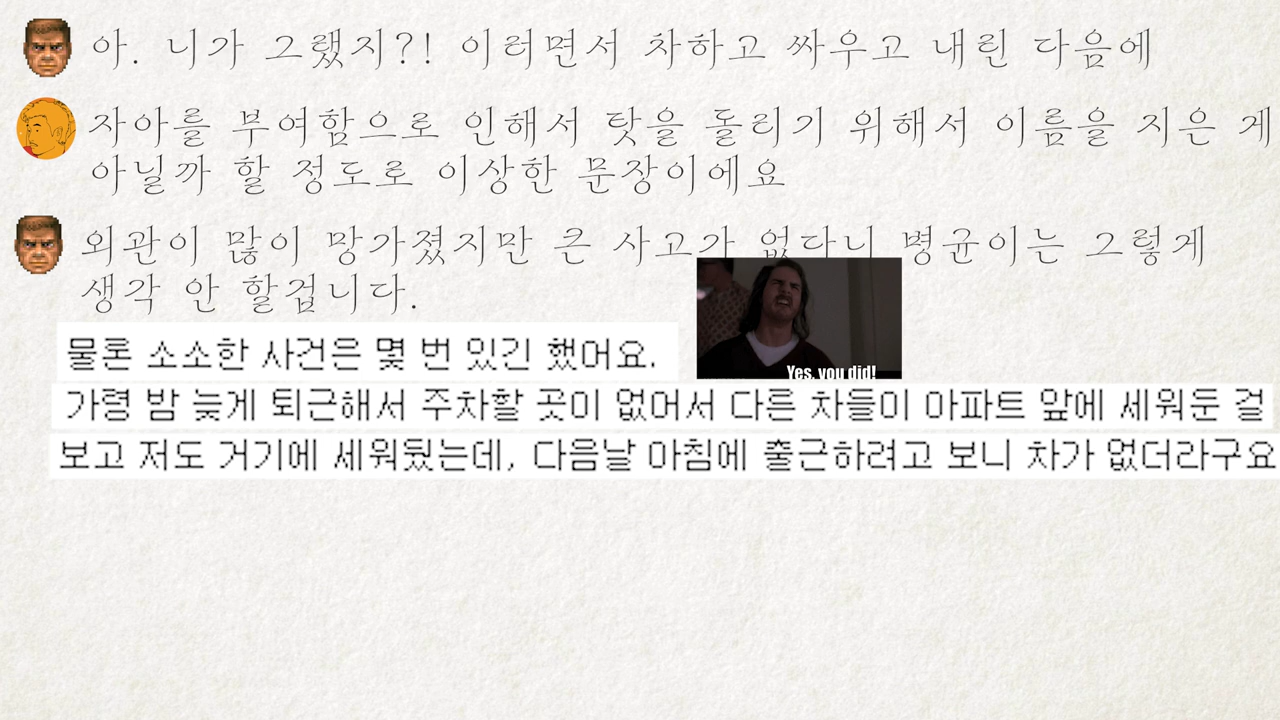 아. 니가 그랬지?! 이러면서 차하고 싸우고 내린 다음에
자아를 부여함으로 인해서 탓을 돌리기 위해서 이름을 지은 게
아닐까 할 정도로 이상한 문장이에요
외관이 많이 망가졌지만 큰 사고가 없다니 병균이는 그렇게
생각 안 할겁니다.
Yes, you did!
물론 소소한 사건은 몇 번 있긴 했어요.
가령 밤 늦게 퇴근해서 주차할 곳이 없어서 다른 차들이 아파트 앞에 세워둔 걸
보고 저도 거기에 세워뒀는데, 다음날 아침에 출근하려고 보니 차가 없더라구요